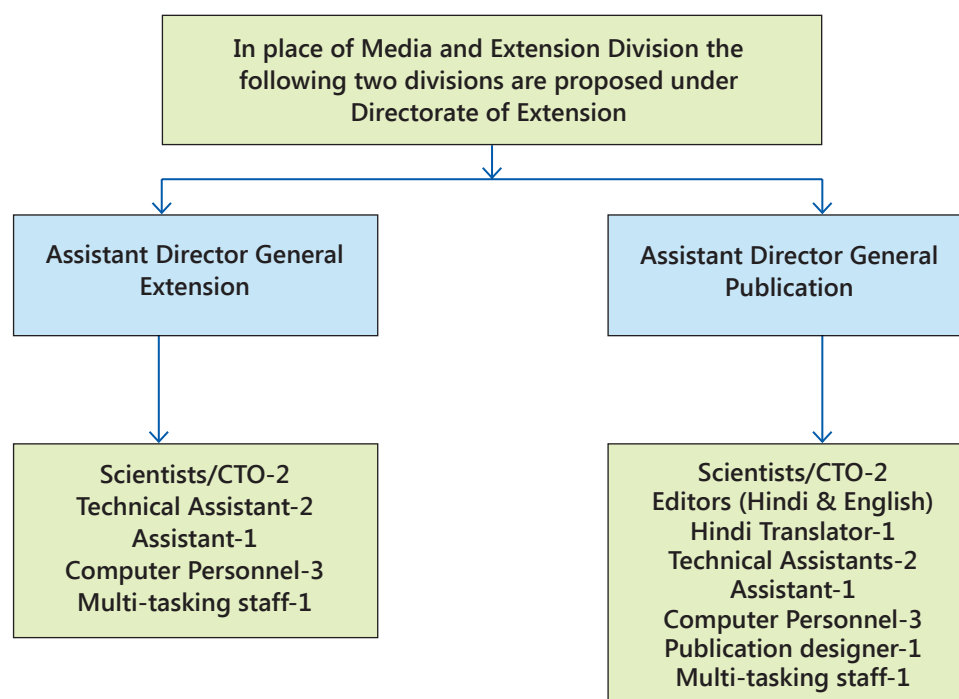 In place of Media and Extension Division the
following two divisions are proposed under
Directorate of Extension
Assistant Director General
Extension
Assistant Director General
Publication
Scientists/CTO-2
Technical Assistant-2
Assistant-1
Computer Personnel-3
Multi-tasking staff-1
Scientists/CTO-2
Editors (Hindi & English)
Hindi Translator-1
Technical Assistants-2
Assistant-1
Computer Personnel-3
Publication designer-1
Multi-tasking staff-1